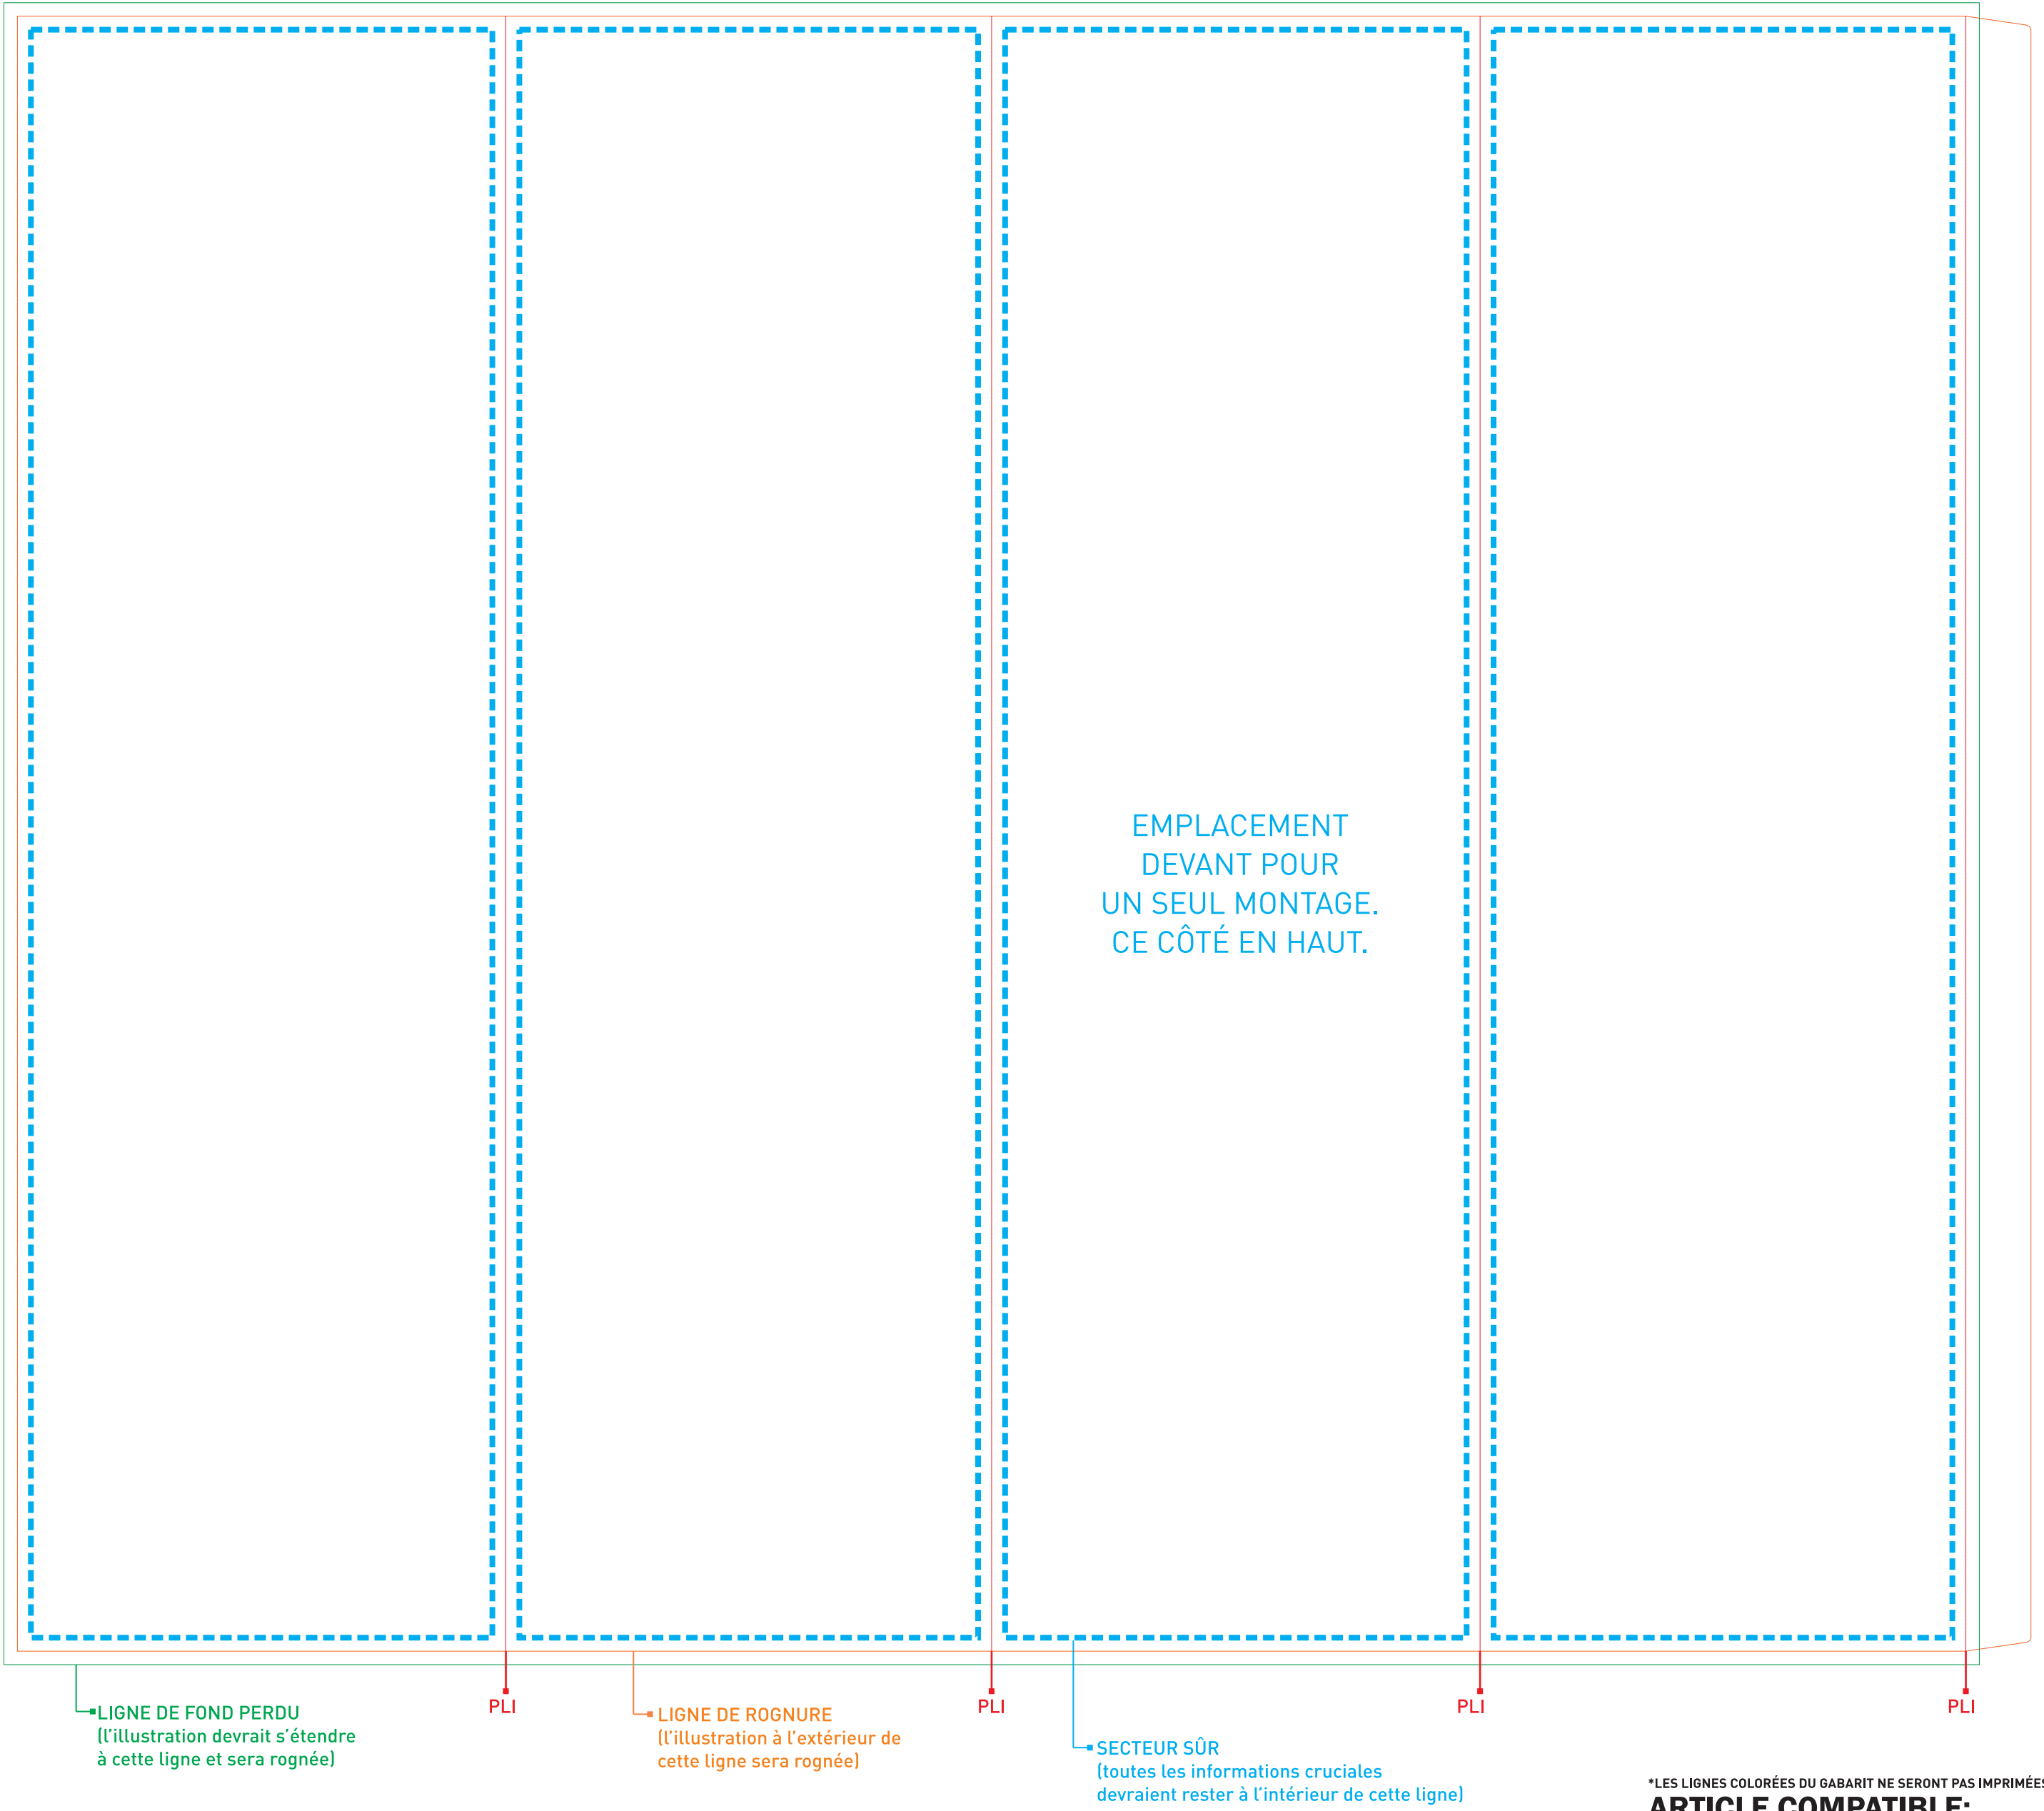 EMPLACEMENT
DEVANT POUR
UN SEUL MONTAGE.
CE CÔTÉ EN HAUT.
LIGNE DE FOND PERDU
(l'illustration devrait s'étendre
à cette ligne et sera rognée)
PLI
LIGNE DE ROGNURE
(l'illustration à l'extérieur de
cette ligne sera rognée)
PLI
SECTEUR SÛR
(toutes les informations cruciales
devraient rester à l'intérieur de cette ligne)
PLI
PLI
*LES LIGNES COLORÉES DU GABARIT NE SERONT PAS IMPRIMÉES
ARTICLE COMPATIBLE: